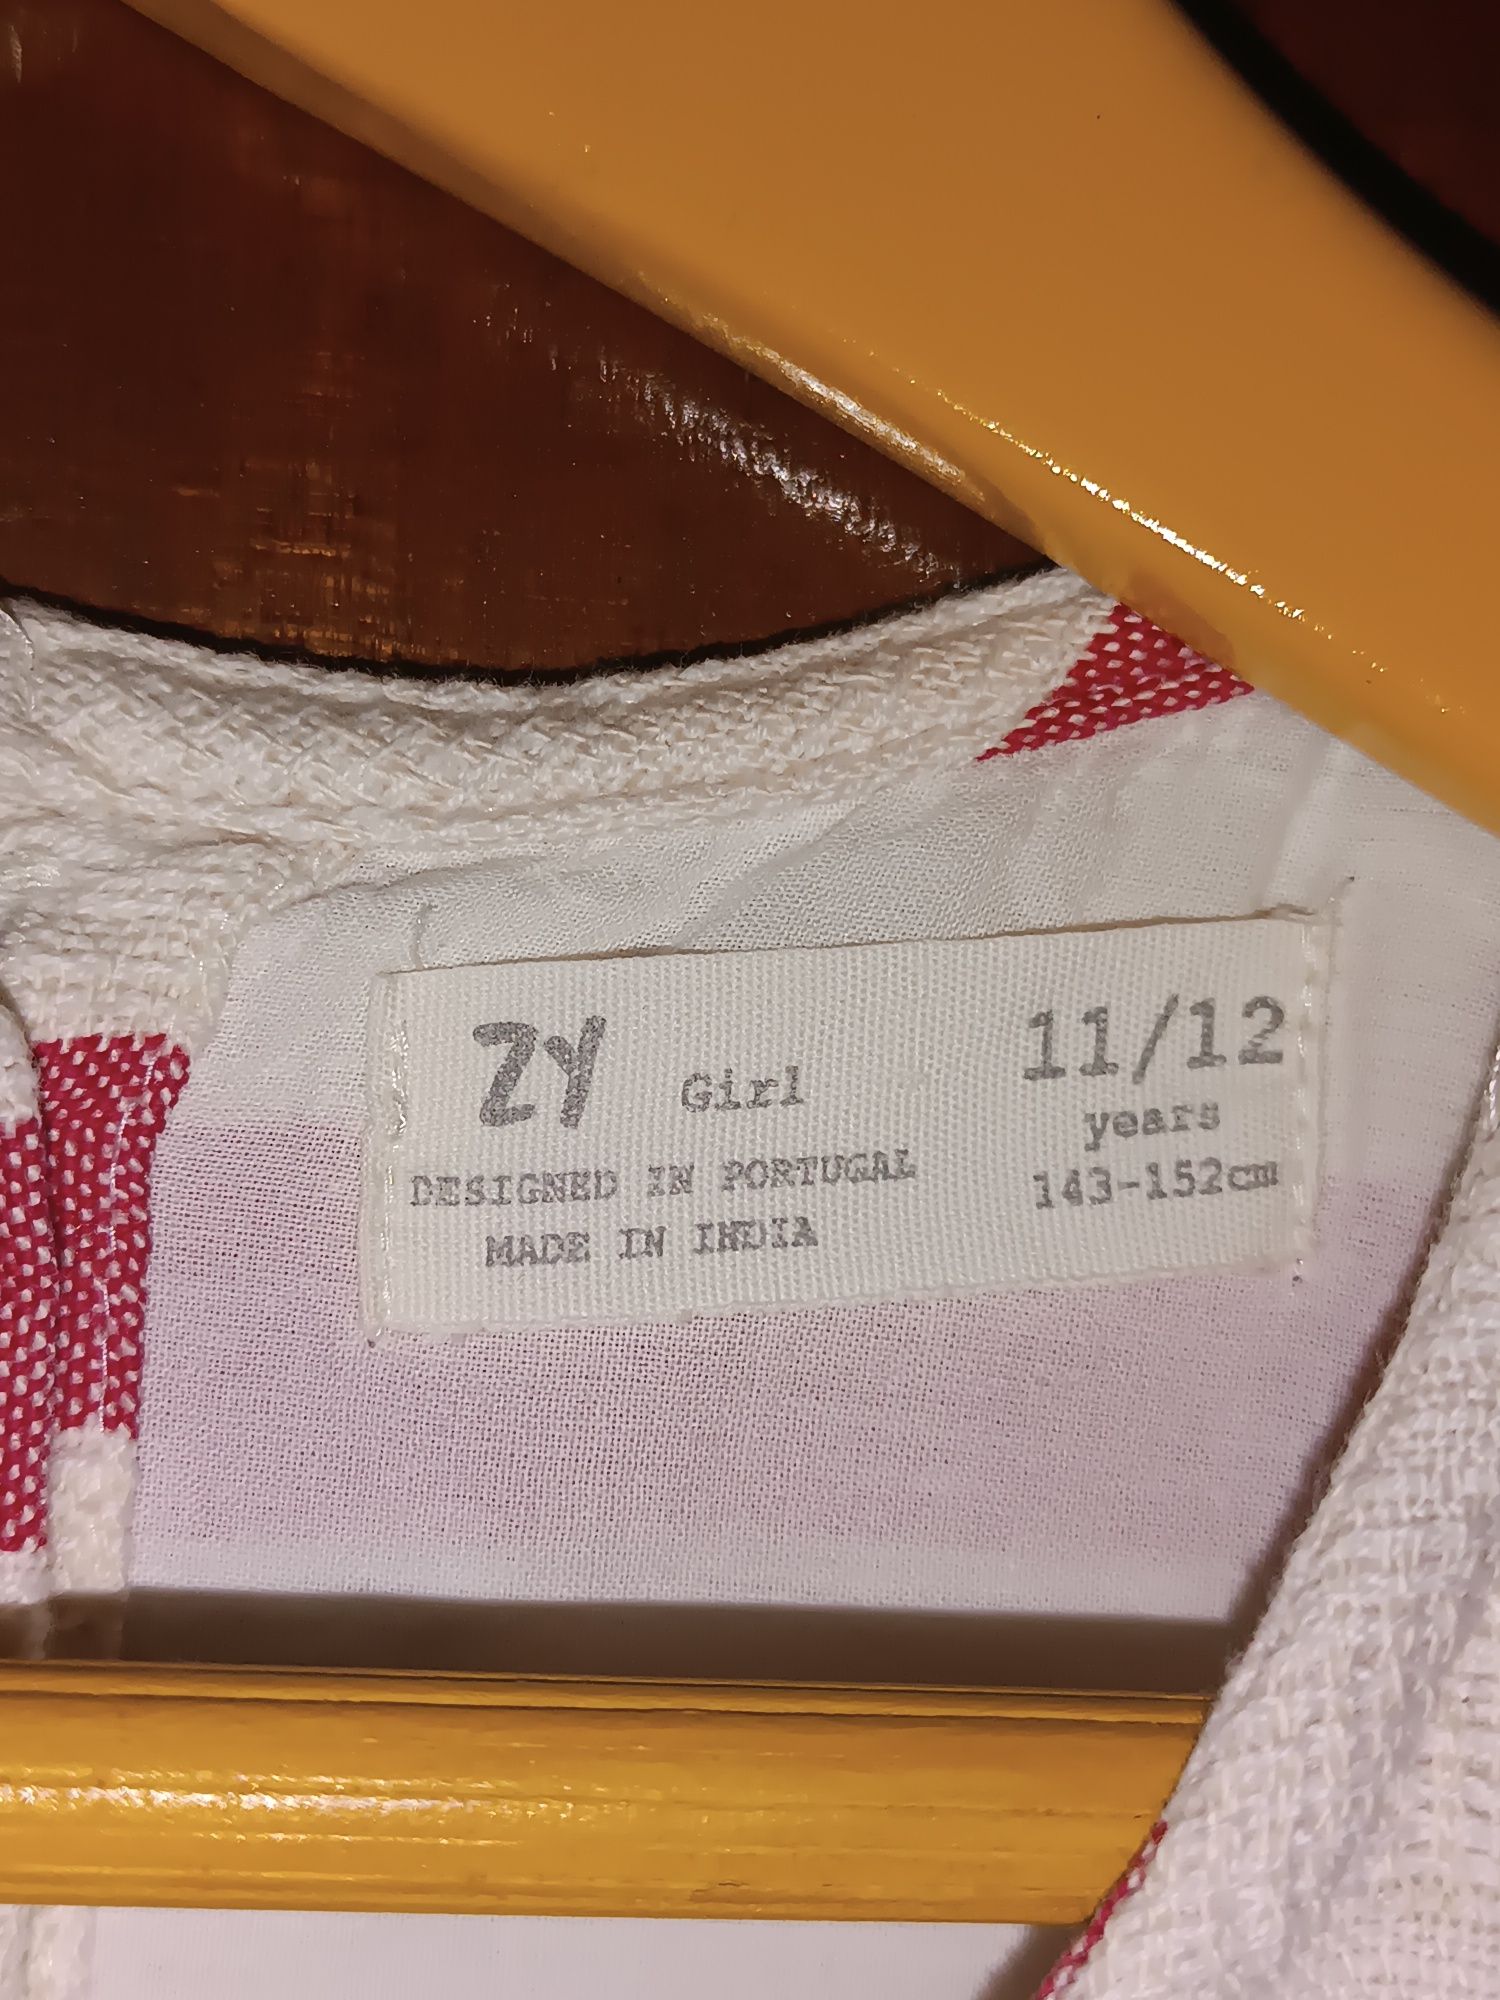 ZY Girl
DESIGNED IN PORTUGAL
MADE IN INDIA
11/12
years
143-152cm